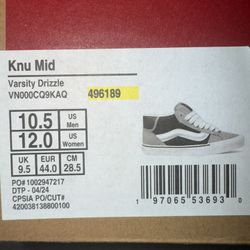 Knu Mid
Varsity Drizzle
VN000CQ9KAQ 496189
10.5 US Men
12.0 US Women
UK 9.5 EUR 44.0 CM 28.5
PO# 1002947217
DTP - 04/24
CPSIA PO/CUT#
420038138800100
1 97065 53693 0